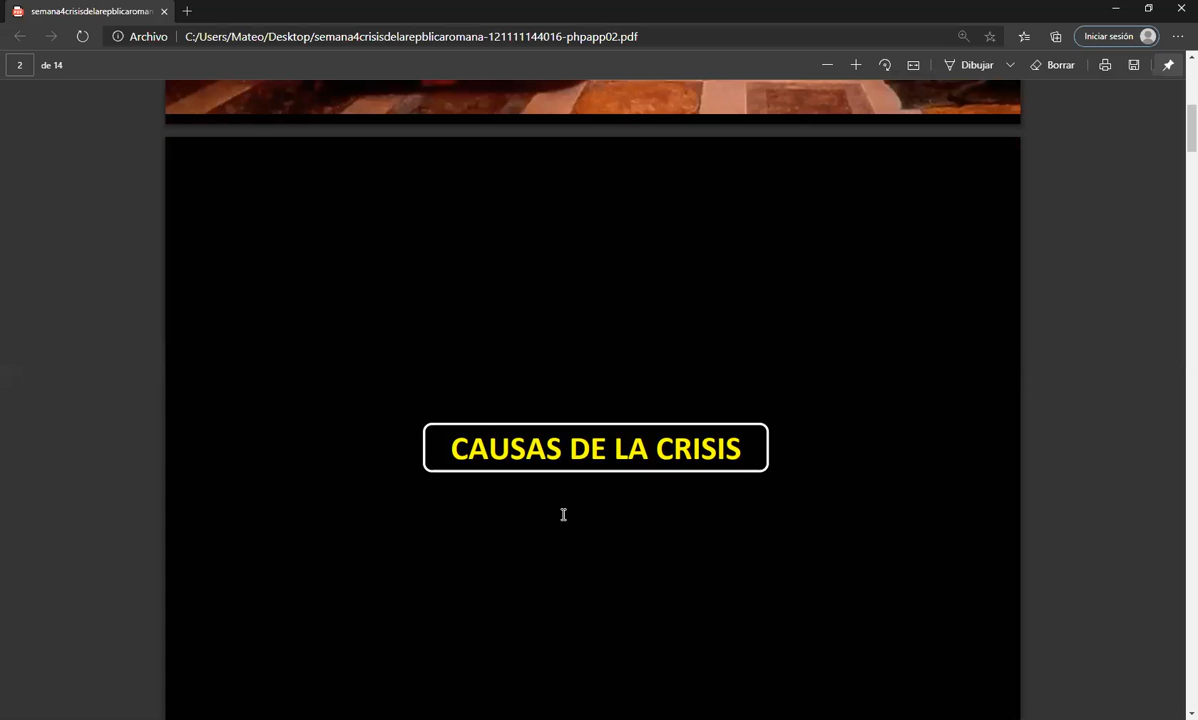 semana4crisisdelarepblicaroman
Archivo
C:/Users/Mateo/Desktop/semana4crisisdelarepblicaromana-121111144016-phpapp02.pdf
Iniciar sesión
2 de 14
Dibujar
Borrar
CAUSAS DE LA CRISIS